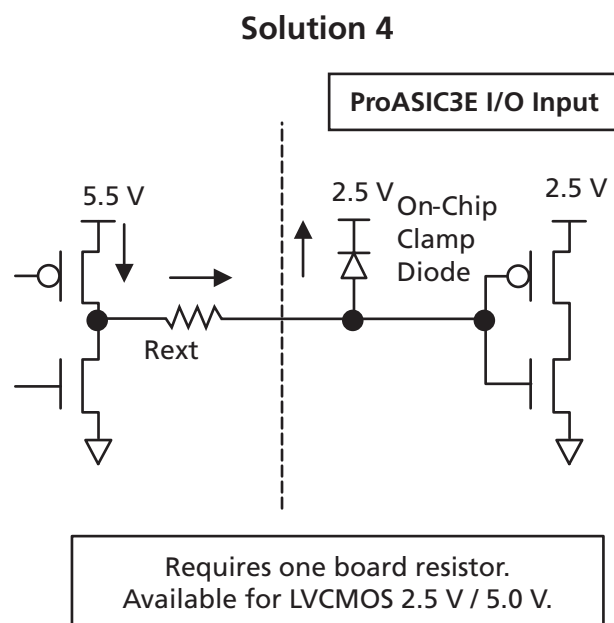 Solution 4
ProASIC3E I/O Input
5.5 V
2.5 V
2.5 V
On-Chip
Clamp
Diode
Rext
Requires one board resistor.
Available for LVCMOS 2.5 V / 5.0 V.